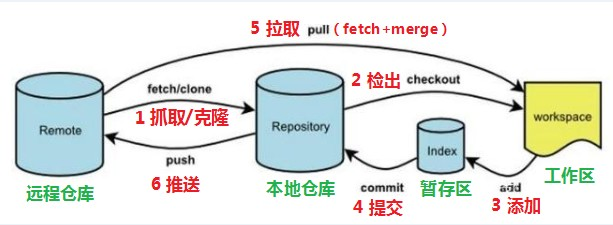 5 拉取 pull（fetch+merge）
fetch/clone
2 检出 checkout
Remote
1 抓取/克隆
Repository
workspace
push
Index
6 推送
commit
add
远程仓库
本地仓库
4 提交
暂存区
3 添加
工作区